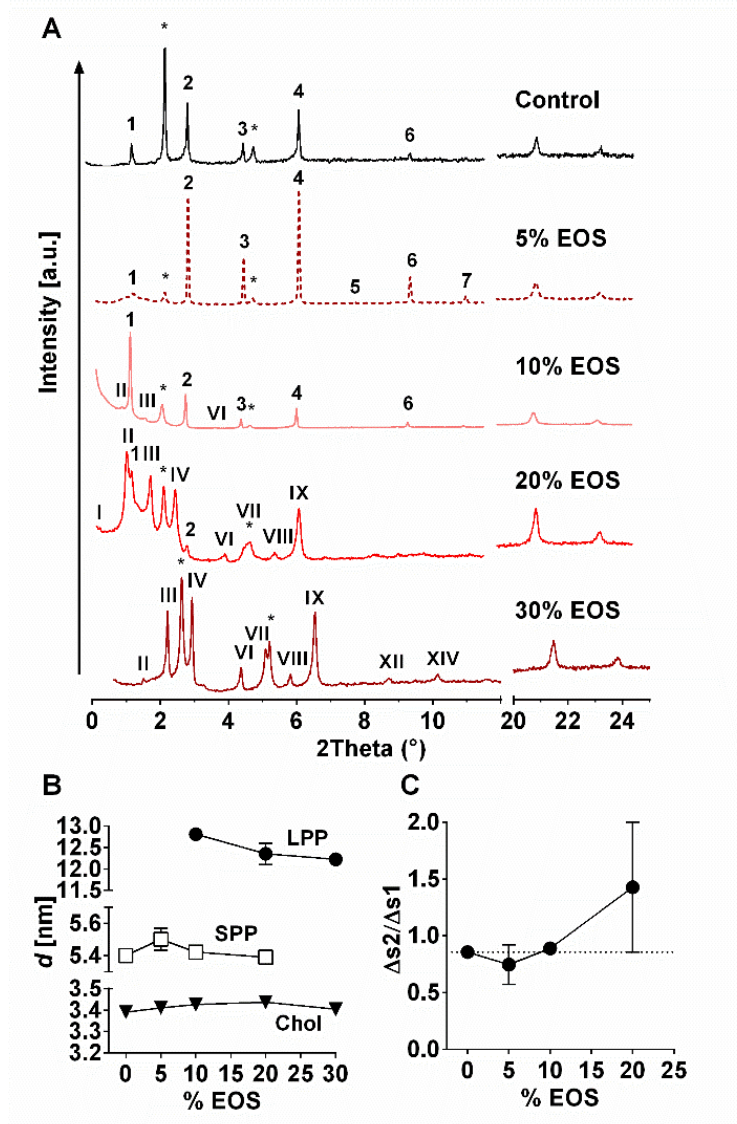 A
*
1
2
3
*
4
6
Control
1
*
2
3
*
4
5
6
7
5% EOS
II
1
III
*
2
VI
3
*
4
6
10% EOS
I
II
1
III
*
IV
2
VI
VII
*
VIII
IX
20% EOS
II
III
*
IV
VI
VII
*
VIII
IX
XII
XIV
30% EOS
Intensity [a.u.]
0 2 4 6 8 10 20 22 24
2Theta (°)
B
13.0
12.5
12.0
11.5
LPP
5.6
5.4
SPP
3.5
3.4
3.3
3.2
Chol
d [nm]
0 5 10 20 30
% EOS
C
2.0
1.5
1.0
0.5
0.0
Δs2/Δs1
0 5 10 15 20 25
% EOS